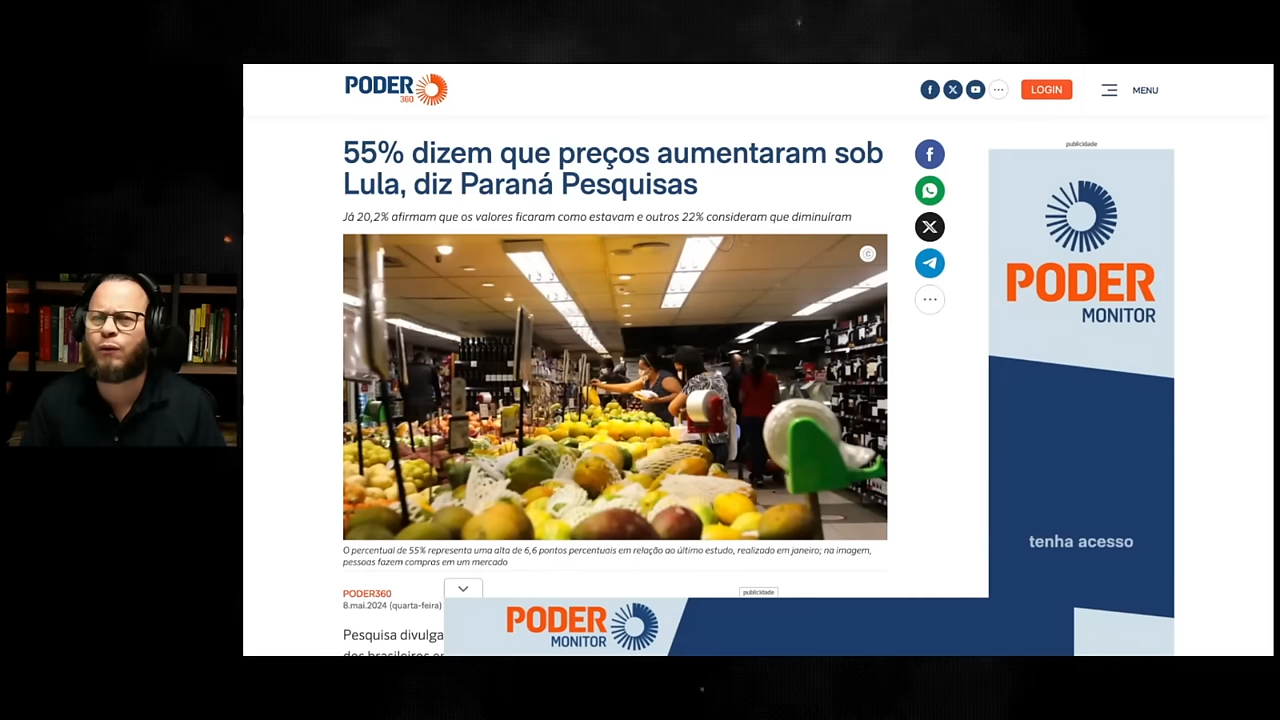 PODER
360
LOGIN
MENU
55% dizem que preços aumentaram sob
Lula, diz Paraná Pesquisas
Já 20,2% afirmam que os valores ficaram como estavam e outros 22% consideram que diminuíram
publicidade
PODER
MONITOR
tenha acesso
O percentual de 55% representa uma alta de 6,6 pontos percentuais em relação ao último estudo, realizado em janeiro; na imagem,
pessoas fazem compras em um mercado
PODER360
8.mai.2024 (quarta-feira)
publicidade
PODER
MONITOR
Pesquisa divulga
dos brasileiros